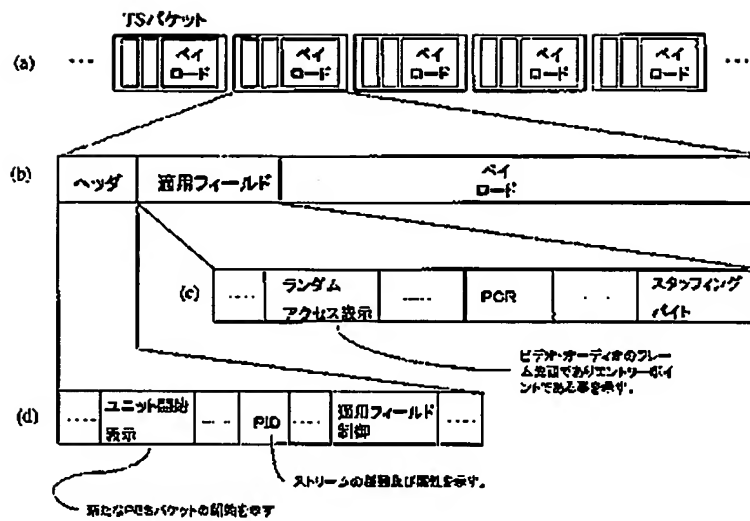 TSパケット
(a) ···· ペイロード ペイロード ペイロード ペイロード ペイロード ····
(b) ヘッダ 適用フィールド ペイロード
(c) ····· ランダム ······ PCR スタッフィング
アクセス表示 バイト
ビデオ・オーディオのフレー
ム先頭でありエントリーポイ
ントである事を示す。
(d) ····· ユニット開始 PID ····· 適用フィールド ·····
表示 制御
ストリームの種類及び属性を示す。
新たなPESパケットの開始を示す